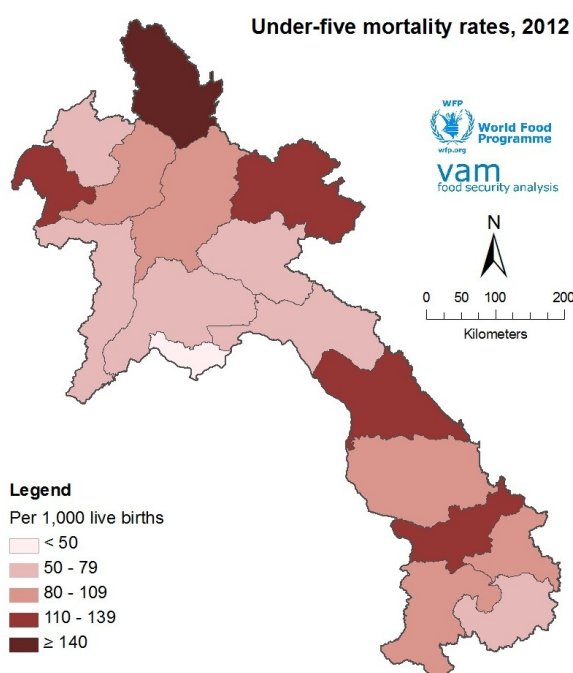 Under-five mortality rates, 2012
WFP
wfp.org
World Food
Programme
vam
food security analysis
N
0 50 100 200
Kilometers
Legend
Per 1,000 live births
< 50
50 - 79
80 - 109
110 - 139
≥ 140